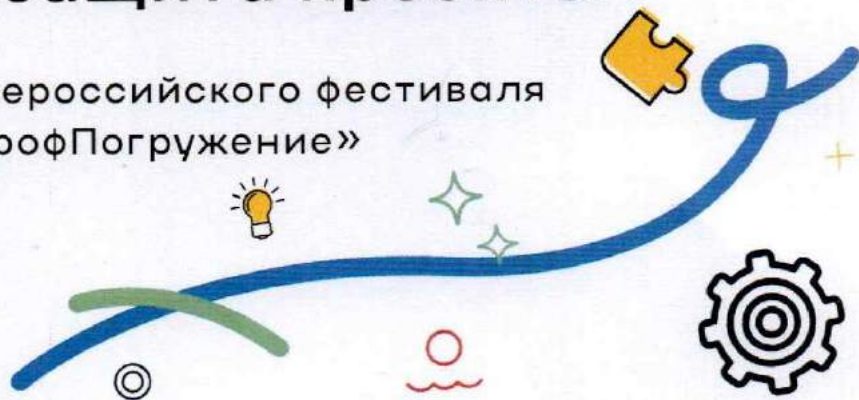 ероссийского фестиваля
рофПогружение»